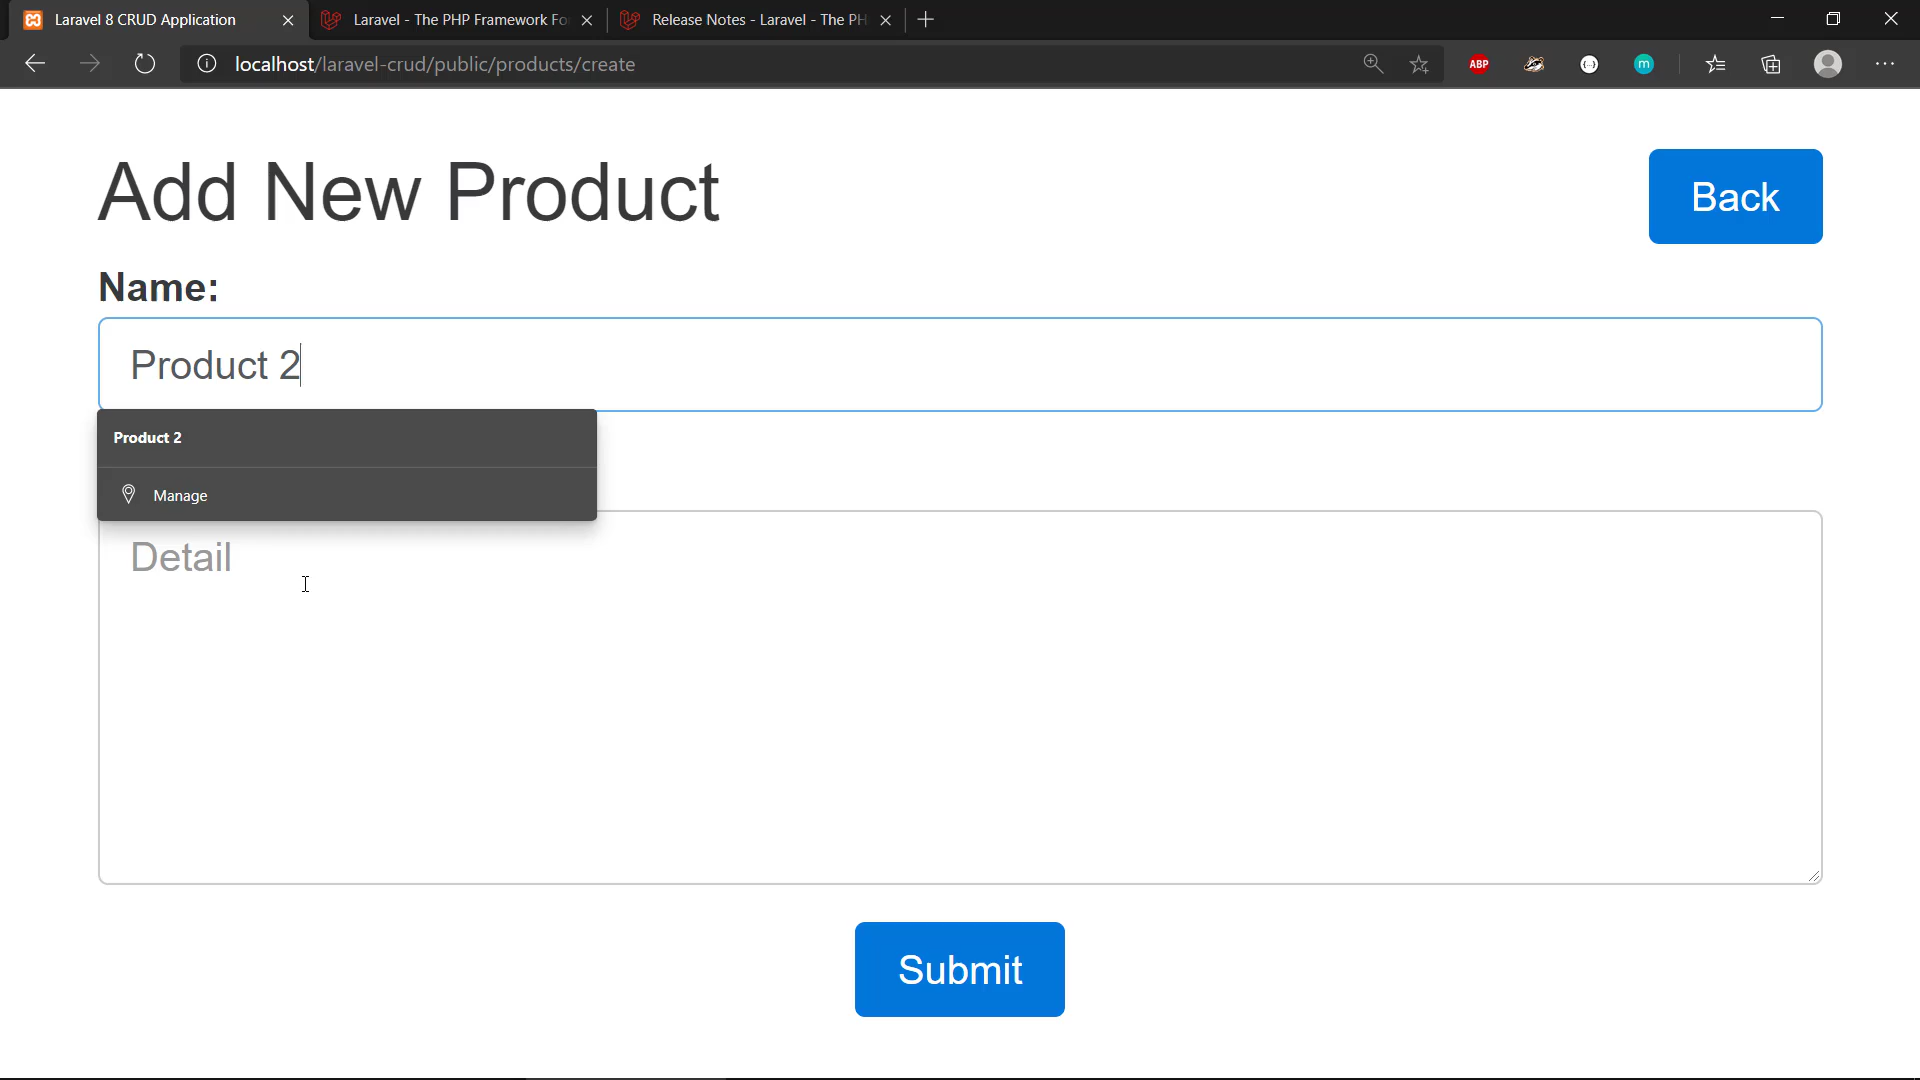 Laravel 8 CRUD Application
Laravel - The PHP Framework Fo
Release Notes - Laravel - The PH
localhost/laravel-crud/public/products/create
ABP
m
Add New Product
Back
Name:
Product 2
Product 2
Manage
Detail
Submit